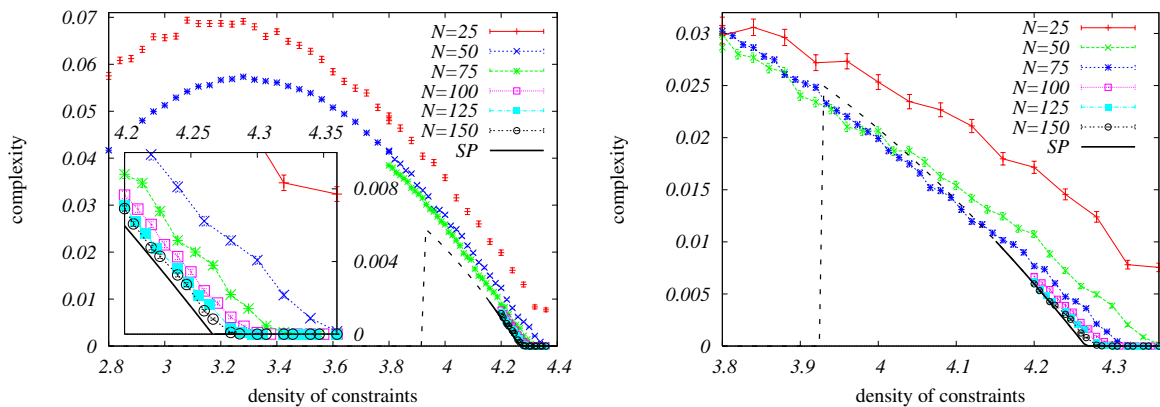 0.08
0.07
0.06
0.05
0.04
0.03
0.02
0.01
0
2.8
3
3.2
3.4
3.6
3.8
4
4.2
4.4
complexity
density of constraints
N=25
N=50
N=75
N=100
N=125
N=150
SP
4.2
4.25
4.3
4.35
0.008
0.004
0
0.03
0.025
0.02
0.015
0.01
0.005
0
3.8
3.9
4
4.1
4.2
4.3
complexity
density of constraints
N=25
N=50
N=75
N=100
N=125
N=150
SP